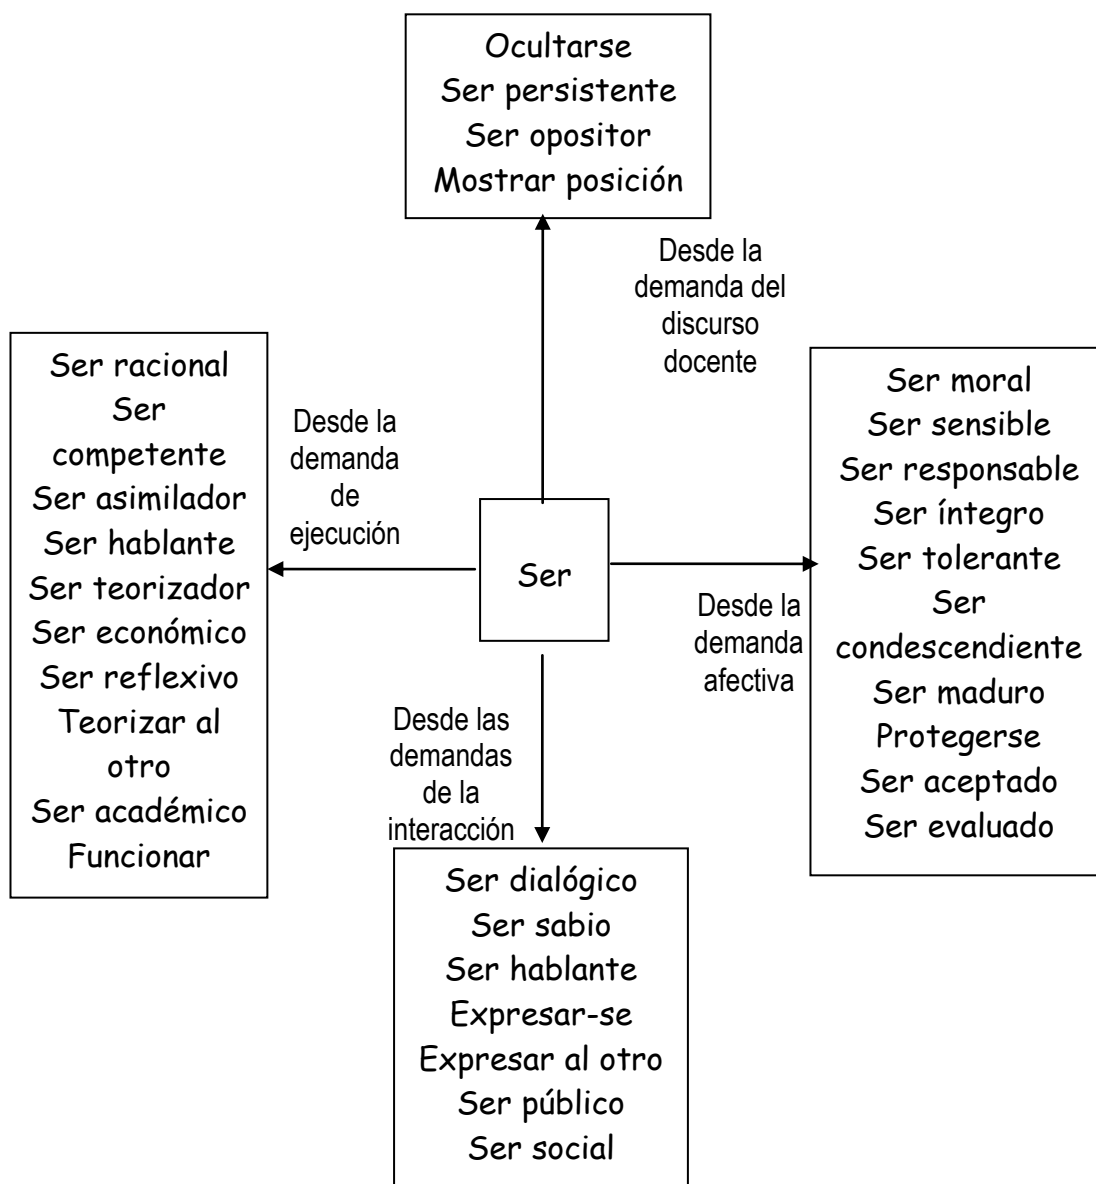 Ocultarse
Ser persistente
Ser opositor
Mostrar posición
Desde la
demanda del
discurso
docente
Ser racional
Ser
competente
Ser asimilador
Ser hablante
Ser teorizador
Ser económico
Ser reflexivo
Teorizar al
otro
Ser académico
Funcionar
Desde la
demanda
de
ejecución
Ser
Desde la
demanda
afectiva
Ser moral
Ser sensible
Ser responsable
Ser íntegro
Ser tolerante
Ser
condescendiente
Ser maduro
Protegerse
Ser aceptado
Ser evaluado
Desde las
demandas
de la
interacción
Ser dialógico
Ser sabio
Ser hablante
Expresar-se
Expresar al otro
Ser público
Ser social